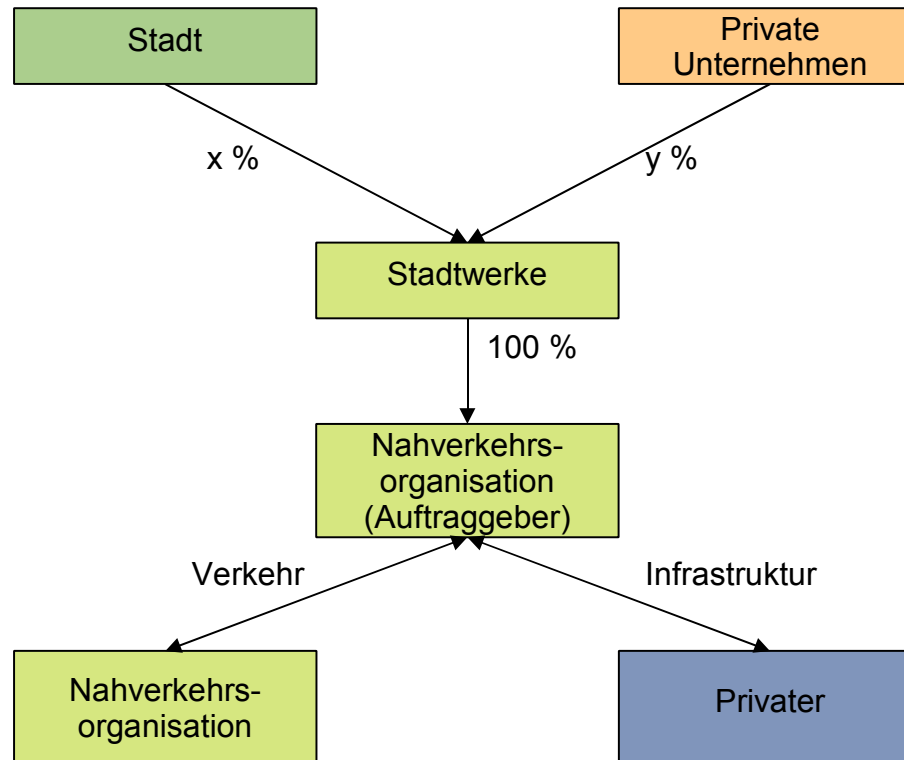 Stadt
Private
Unternehmen
x %
y %
Stadtwerke
100 %
Nahverkehrs-
organisation
(Auftraggeber)
Verkehr
Infrastruktur
Nahverkehrs-
organisation
Privater